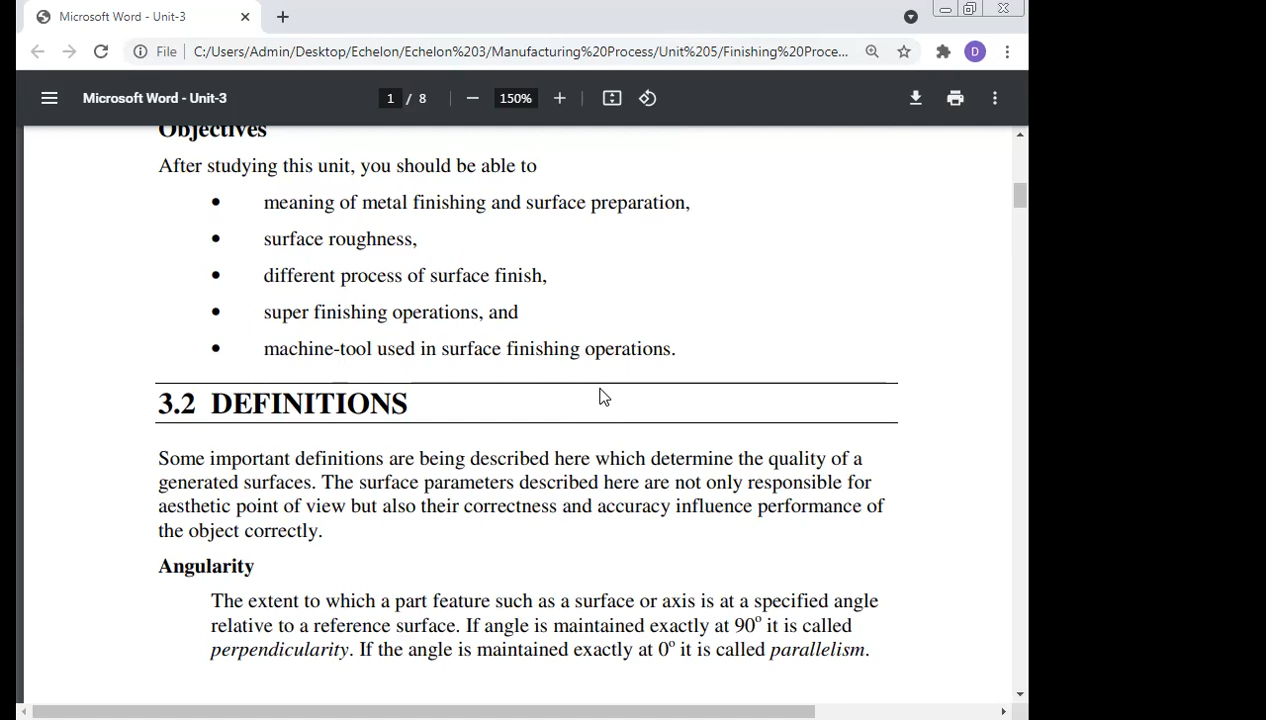 Microsoft Word - Unit-3
File
C:/Users/Admin/Desktop/Echelon/Echelon%203/Manufacturing%20Process/Unit%205/Finishing%20Proce...
D
Microsoft Word - Unit-3
1 / 8
150%
Objectives
After studying this unit, you should be able to
• meaning of metal finishing and surface preparation,
• surface roughness,
• different process of surface finish,
• super finishing operations, and
• machine-tool used in surface finishing operations.
3.2 DEFINITIONS
Some important definitions are being described here which determine the quality of a
generated surfaces. The surface parameters described here are not only responsible for
aesthetic point of view but also their correctness and accuracy influence performance of
the object correctly.
Angularity
The extent to which a part feature such as a surface or axis is at a specified angle
relative to a reference surface. If angle is maintained exactly at 90° it is called
perpendicularity. If the angle is maintained exactly at 0° it is called parallelism.